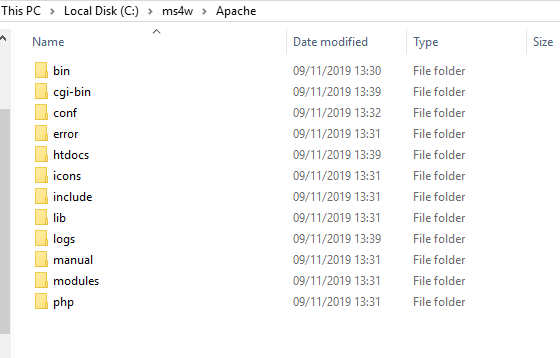 This PC > Local Disk (C:) > ms4w > Apache
Name Date modified Type Size
bin 09/11/2019 13:30 File folder
cgi-bin 09/11/2019 13:39 File folder
conf 09/11/2019 13:32 File folder
error 09/11/2019 13:31 File folder
htdocs 09/11/2019 13:39 File folder
icons 09/11/2019 13:31 File folder
include 09/11/2019 13:31 File folder
lib 09/11/2019 13:31 File folder
logs 09/11/2019 13:39 File folder
manual 09/11/2019 13:31 File folder
modules 09/11/2019 13:31 File folder
php 09/11/2019 13:31 File folder